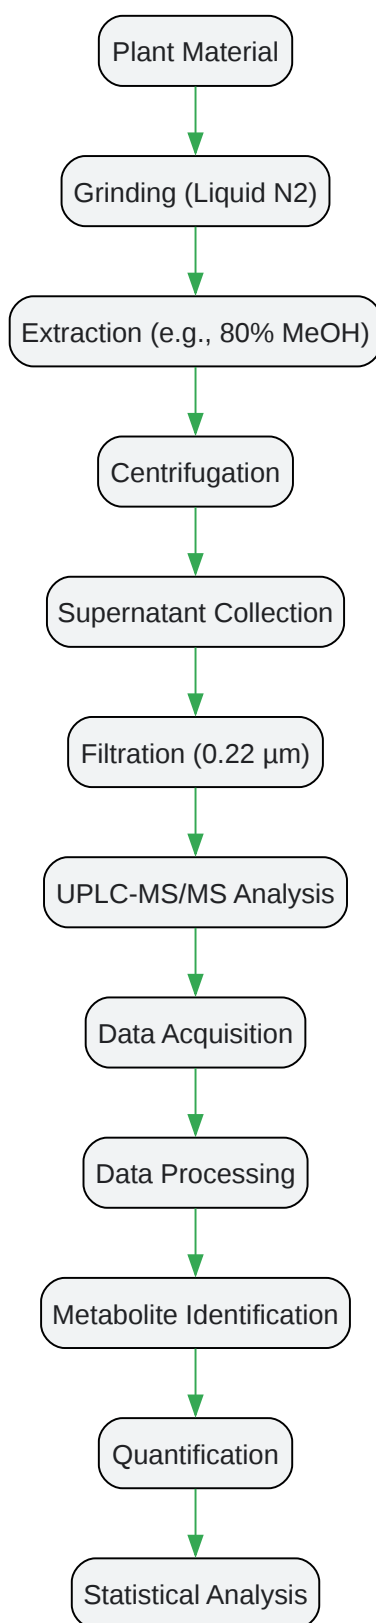 Plant Material
Grinding (Liquid N2)
Extraction (e.g., 80% MeOH)
Centrifugation
Supernatant Collection
Filtration (0.22 µm)
UPLC-MS/MS Analysis
Data Acquisition
Data Processing
Metabolite Identification
Quantification
Statistical Analysis